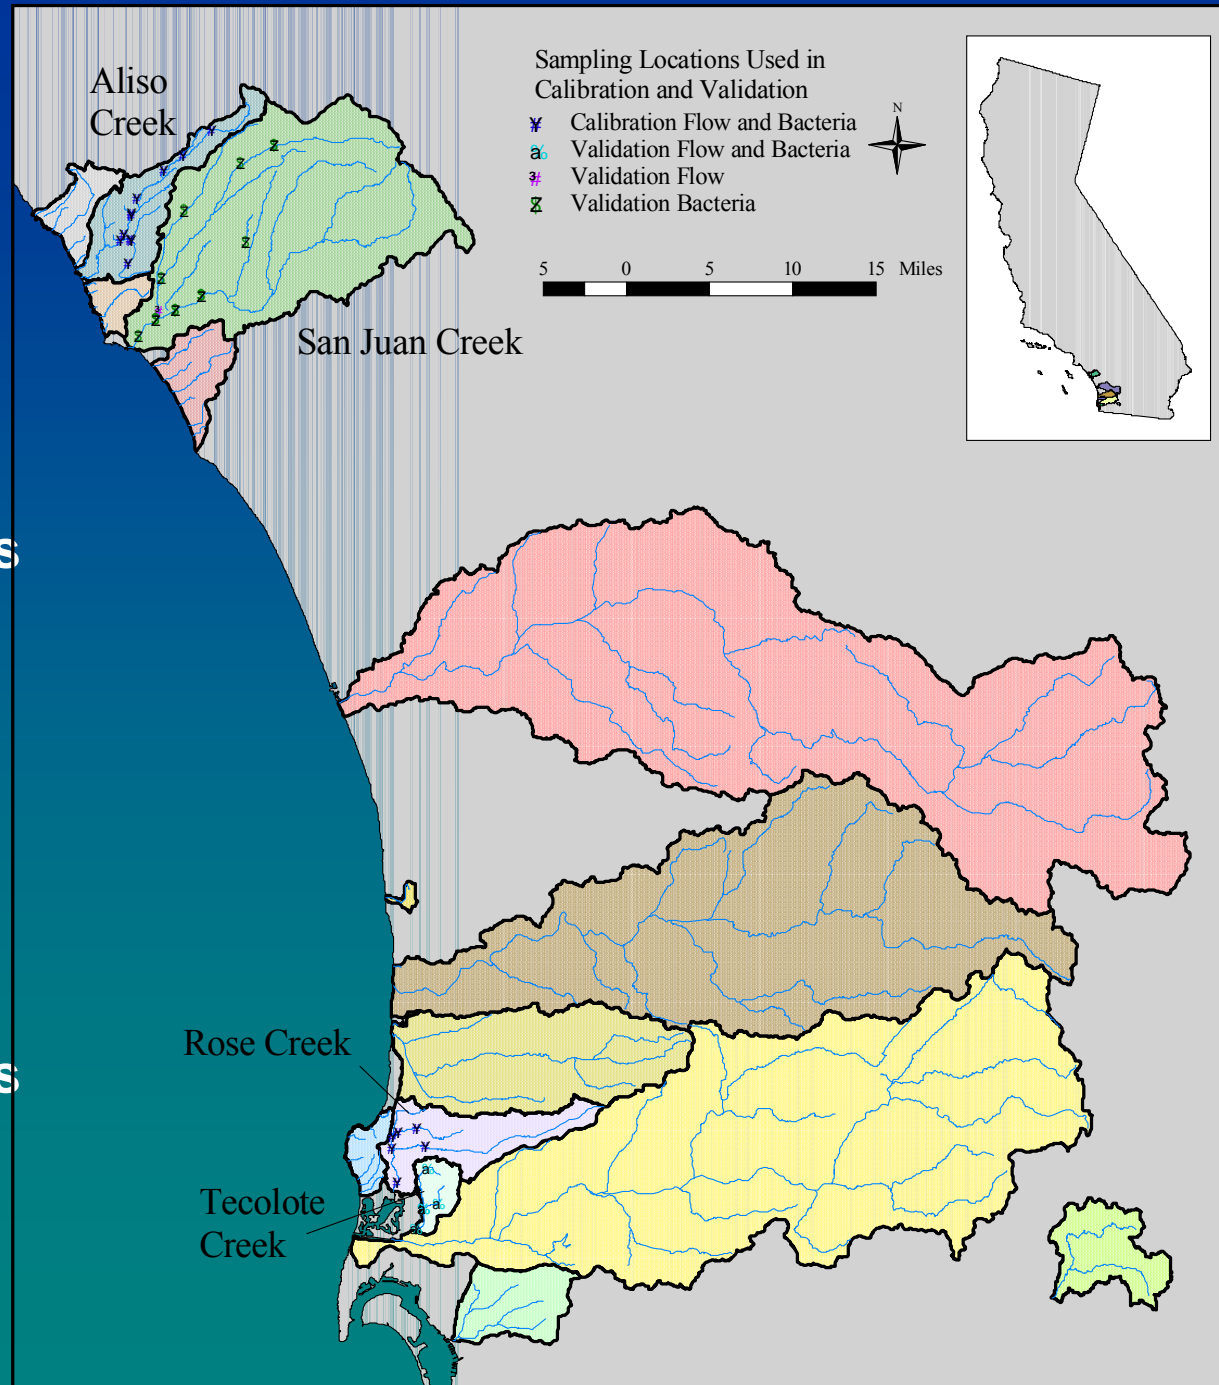 Aliso
Creek
Sampling Locations Used in
Calibration and Validation
¥ Calibration Flow and Bacteria
a% Validation Flow and Bacteria
³# Validation Flow
Z Validation Bacteria
N
5 0 5 10 15 Miles
San Juan Creek
s
Rose Creek
s
Tecolote
Creek